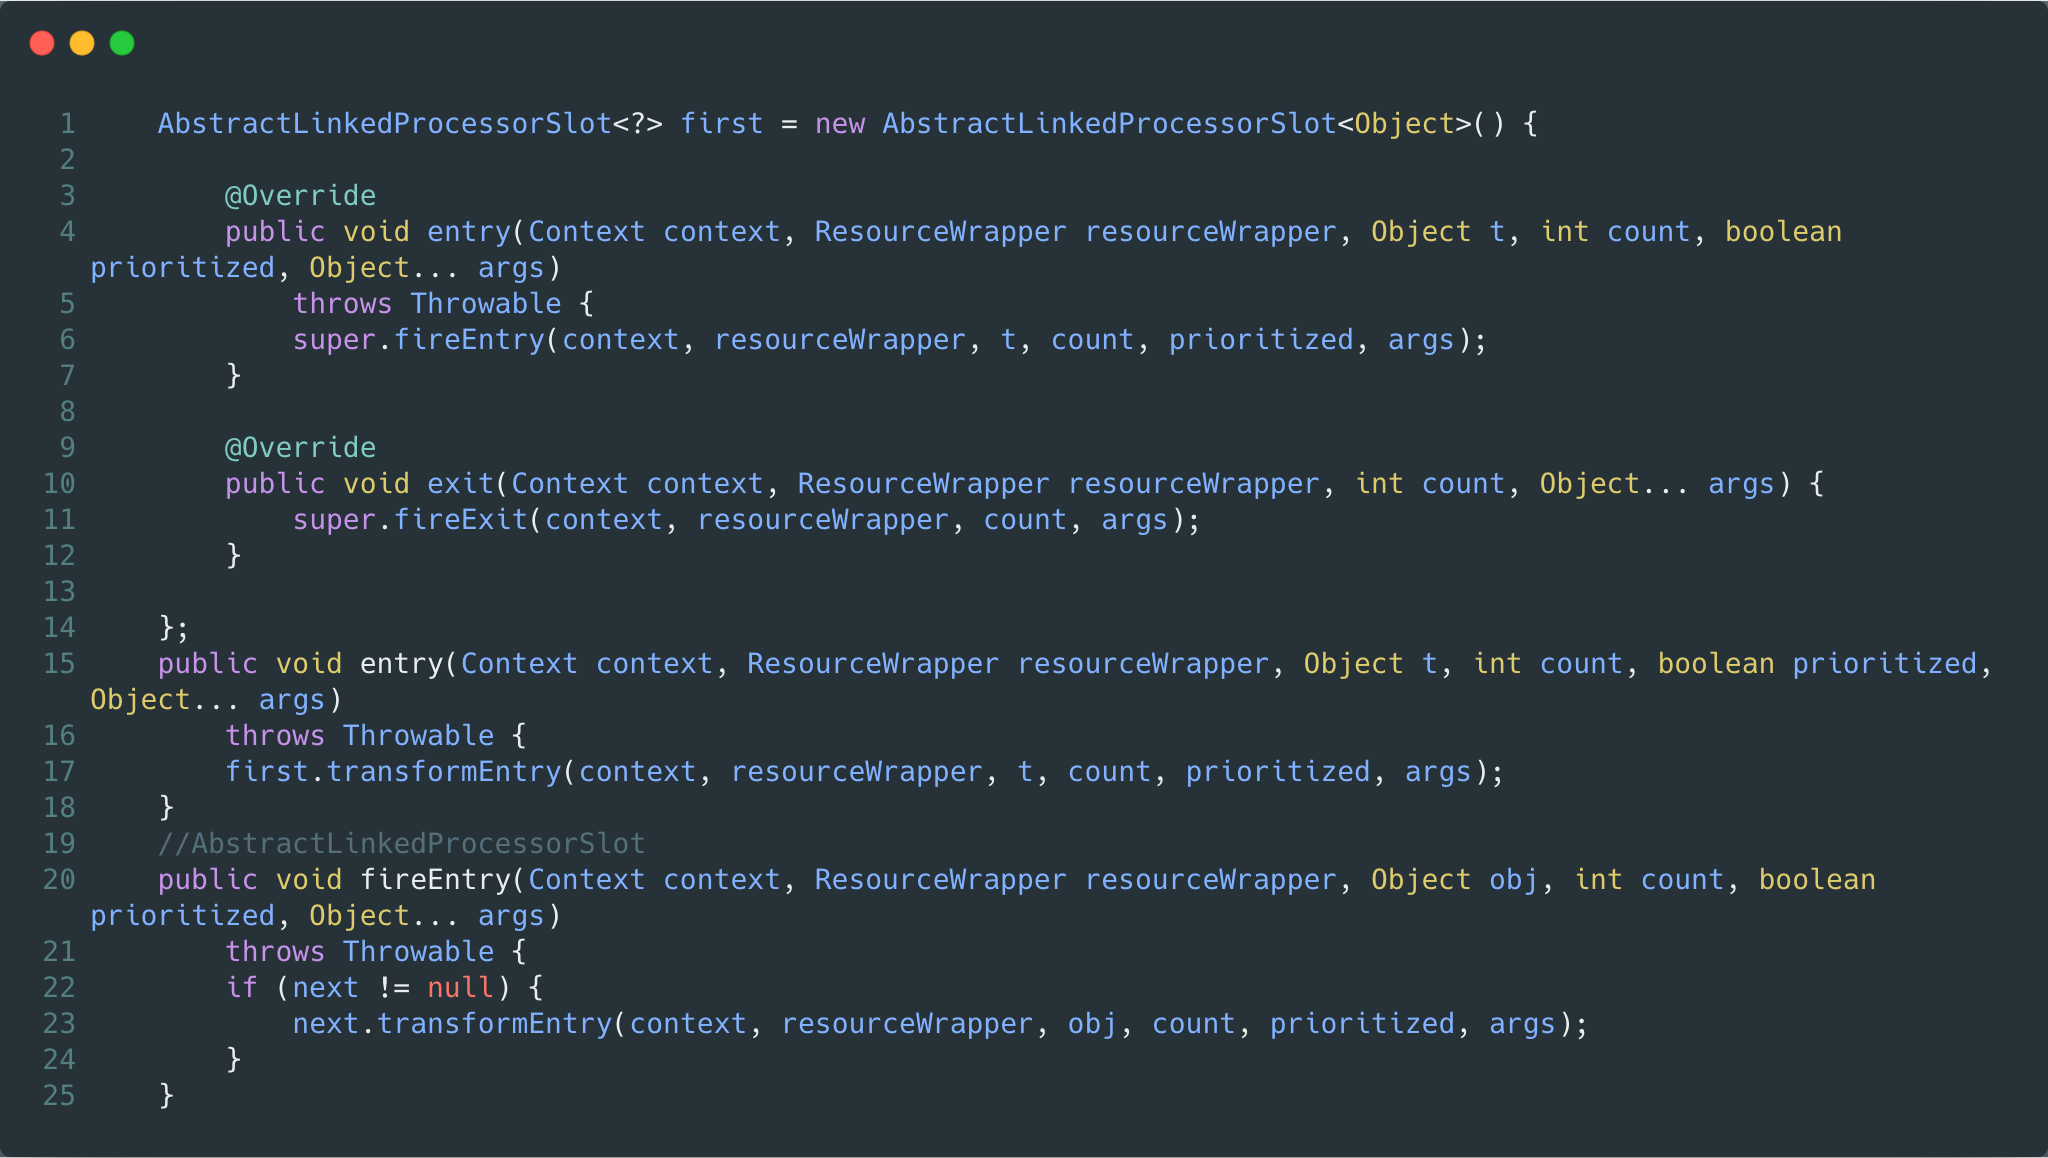 1    AbstractLinkedProcessorSlot<?> first = new AbstractLinkedProcessorSlot<Object>() {
2
3        @Override
4        public void entry(Context context, ResourceWrapper resourceWrapper, Object t, int count, boolean
prioritized, Object... args)
5            throws Throwable {
6            super.fireEntry(context, resourceWrapper, t, count, prioritized, args);
7        }
8
9        @Override
10        public void exit(Context context, ResourceWrapper resourceWrapper, int count, Object... args) {
11            super.fireExit(context, resourceWrapper, count, args);
12        }
13
14    };
15    public void entry(Context context, ResourceWrapper resourceWrapper, Object t, int count, boolean prioritized,
Object... args)
16        throws Throwable {
17        first.transformEntry(context, resourceWrapper, t, count, prioritized, args);
18    }
19    //AbstractLinkedProcessorSlot
20    public void fireEntry(Context context, ResourceWrapper resourceWrapper, Object obj, int count, boolean
prioritized, Object... args)
21        throws Throwable {
22        if (next != null) {
23            next.transformEntry(context, resourceWrapper, obj, count, prioritized, args);
24        }
25    }